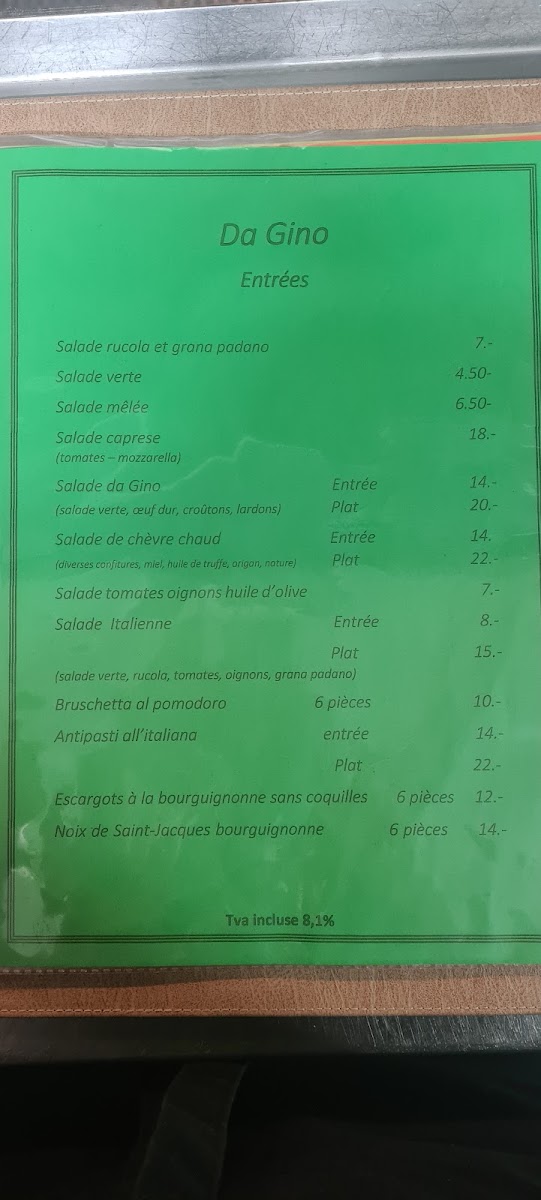 Da Gino
Entrées
Salade rucola et grana padano 7.-
Salade verte 4.50-
Salade mêlée 6.50-
Salade caprese 18.-
(tomates – mozzarella)
Salade da Gino Entrée 14.-
(salade verte, œuf dur, croûtons, lardons) Plat 20.-
Salade de chèvre chaud Entrée 14.
(diverses confitures, miel, huile de truffe, origan, nature) Plat 22.-
Salade tomates oignons huile d'olive 7.-
Salade Italienne Entrée 8.-
Plat 15.-
(salade verte, rucola, tomates, oignons, grana padano)
Bruschetta al pomodoro 6 pièces 10.-
Antipasti all'italiana entrée 14.-
Plat 22.-
Escargots à la bourguignonne sans coquilles 6 pièces 12.-
Noix de Saint-Jacques bourguignonne 6 pièces 14.-
Tva incluse 8,1%